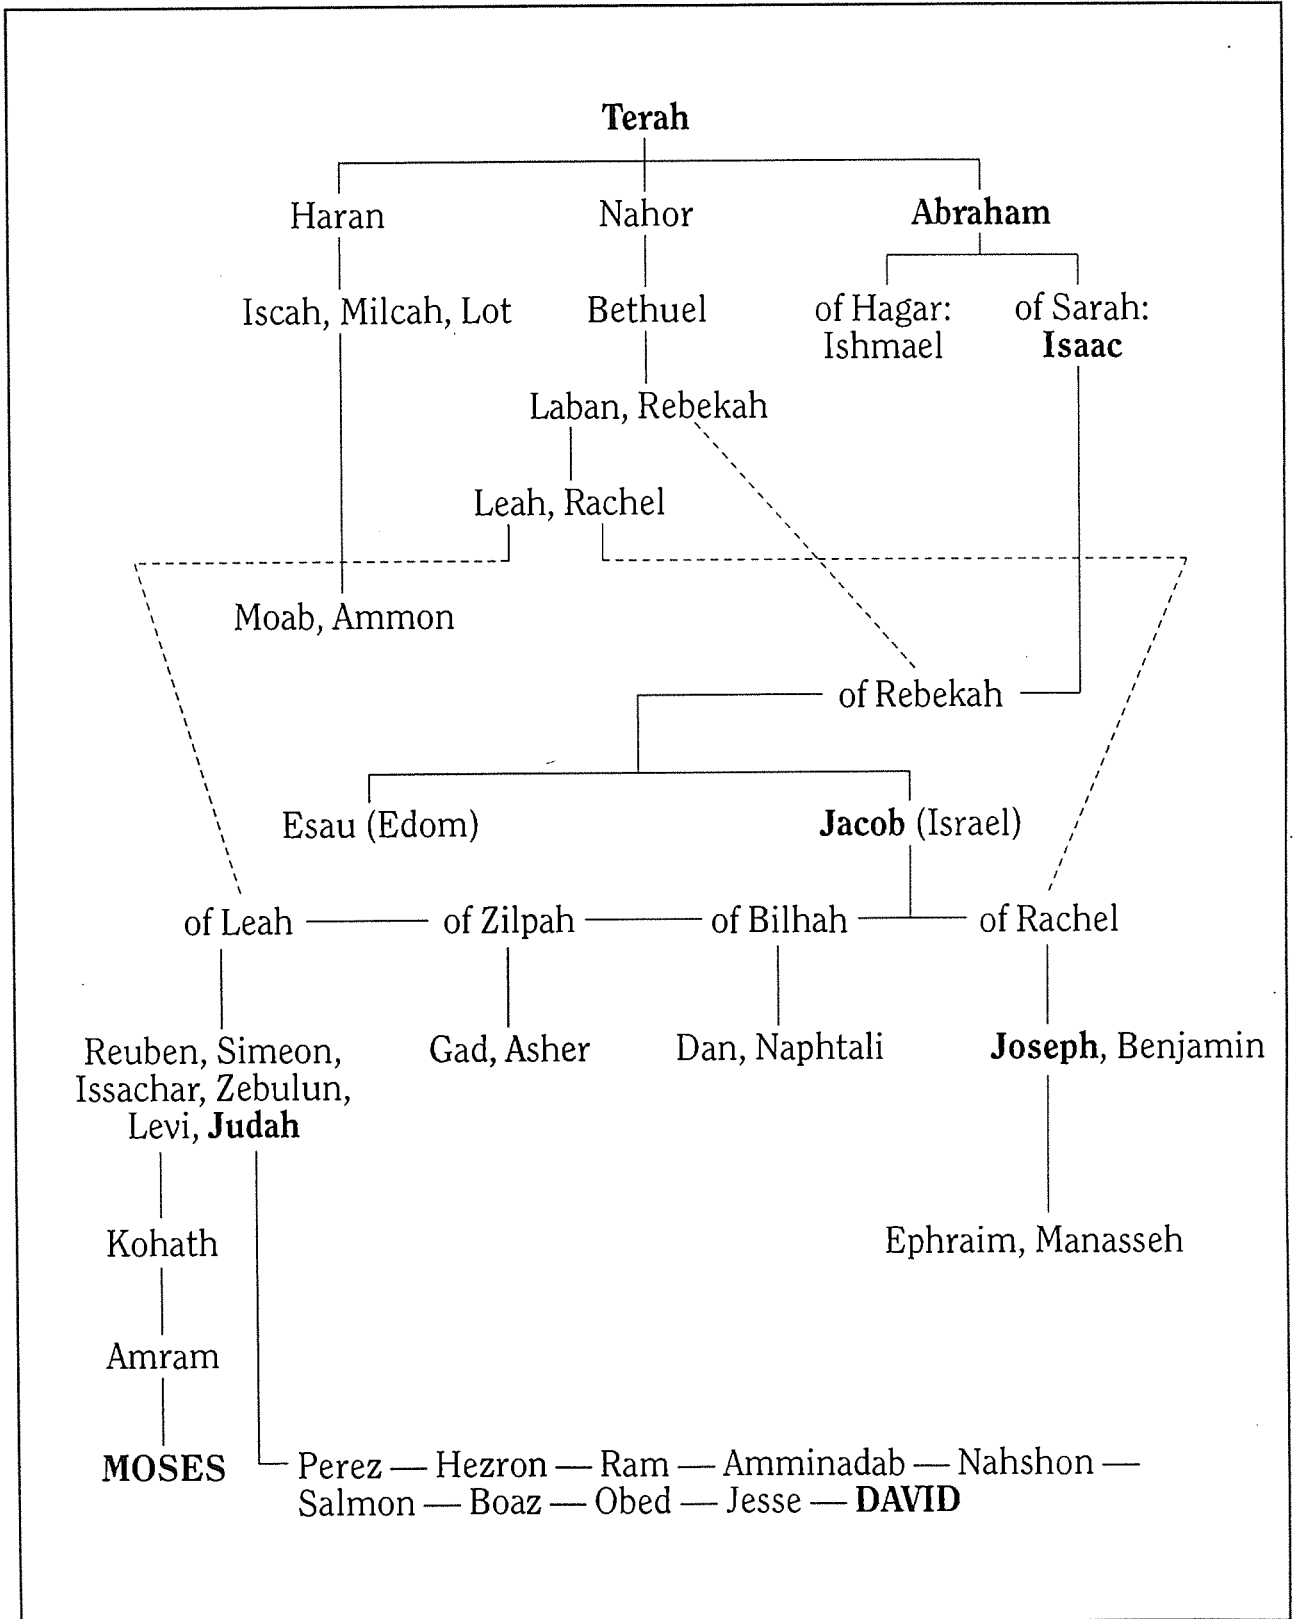 Terah
Haran
Nahor
Abraham
Iscah, Milcah, Lot
Bethuel
of Hagar:
Ishmael
of Sarah:
Isaac
Laban, Rebekah
Leah, Rachel
Moab, Ammon
of Rebekah
Esau (Edom)
Jacob (Israel)
of Leah
of Zilpah
of Bilhah
of Rachel
Reuben, Simeon,
Issachar, Zebulun,
Levi, Judah
Gad, Asher
Dan, Naphtali
Joseph, Benjamin
Kohath
Ephraim, Manasseh
Amram
MOSES
Perez — Hezron — Ram — Amminadab — Nahshon —
Salmon — Boaz — Obed — Jesse — DAVID